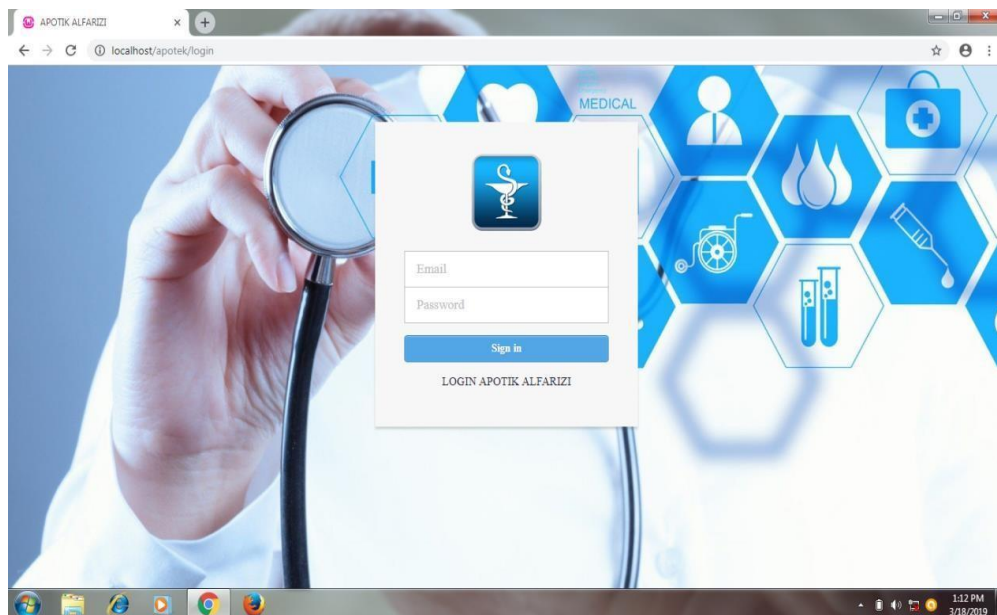 APOTIK ALFARIZI
localhost/apotek/login
MEDICAL
Email
Password
Sign in
LOGIN APOTIK ALFARIZI
1:12 PM
3/18/2019